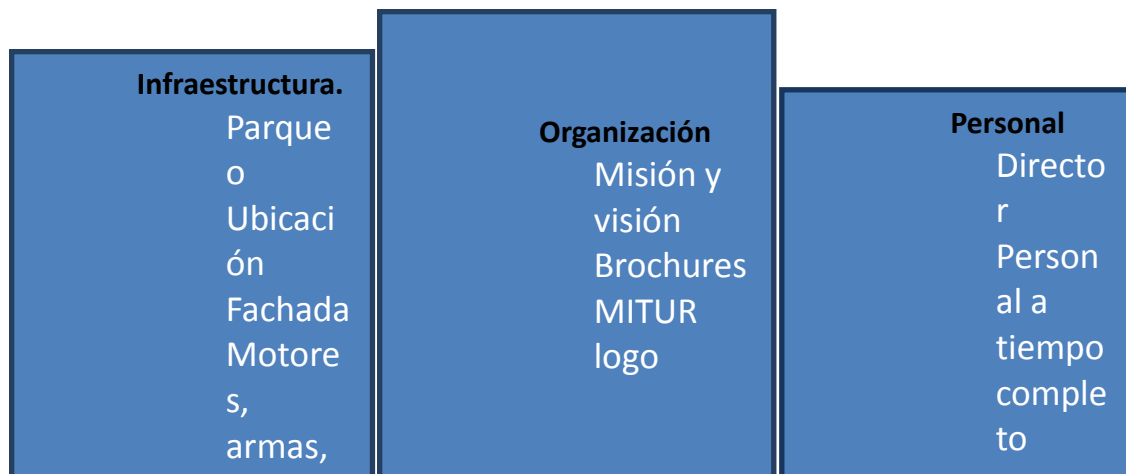 Infraestructura.
Parque
o
Ubicaci
ón
Fachada
Motore
s,
armas,
Organización
Misión y
visión
Brochures
MITUR
logo
Personal
Directo
r
Person
al a
tiempo
comple
to